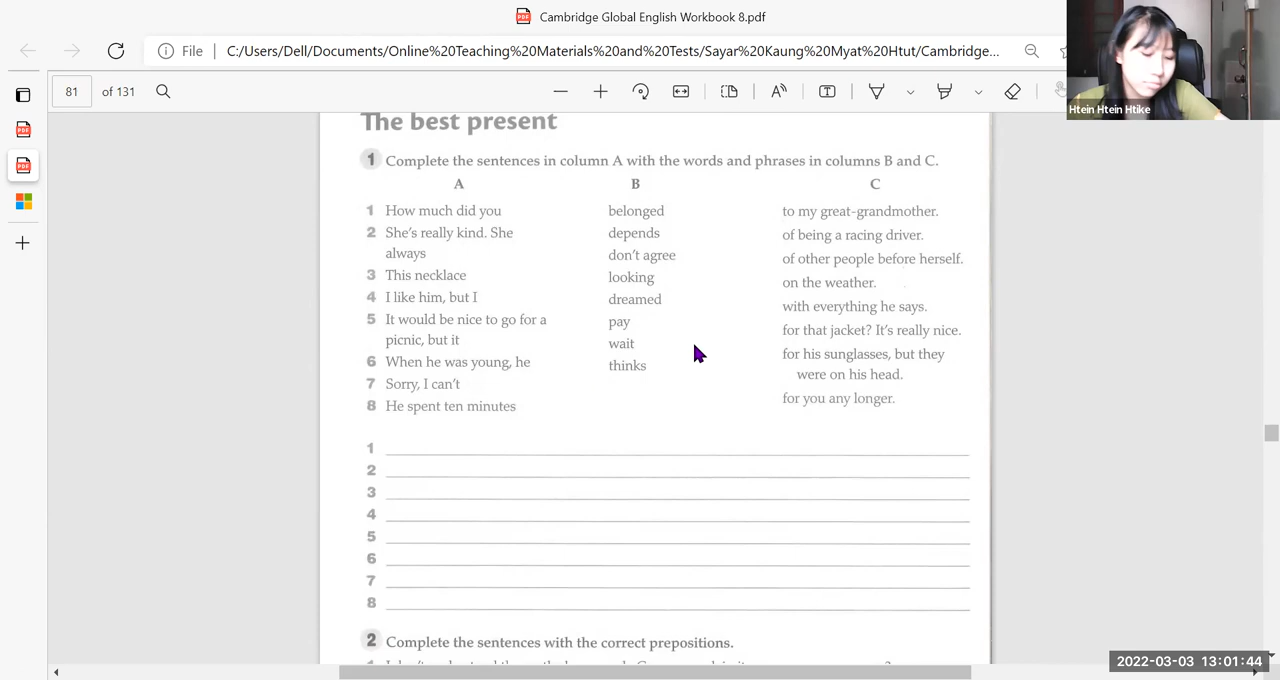 Cambridge Global English Workbook 8.pdf
File C:/Users/Dell/Documents/Online%20Teaching%20Materials%20and%20Tests/Sayar%20Kaung%20Myat%20Htut/Cambridge...
81 of 131
Htein Htein Htike
The best present
1 Complete the sentences in column A with the words and phrases in columns B and C.
A B C
1 How much did you belonged to my great-grandmother.
2 She's really kind. She depends of being a racing driver.
always don't agree of other people before herself.
3 This necklace looking on the weather.
4 I like him, but I dreamed with everything he says.
5 It would be nice to go for a pay for that jacket? It's really nice.
picnic, but it wait for his sunglasses, but they
6 When he was young, he thinks were on his head.
7 Sorry, I can't for you any longer.
8 He spent ten minutes
1
2
3
4
5
6
7
8
2 Complete the sentences with the correct prepositions.
2022-03-03 13:01:44